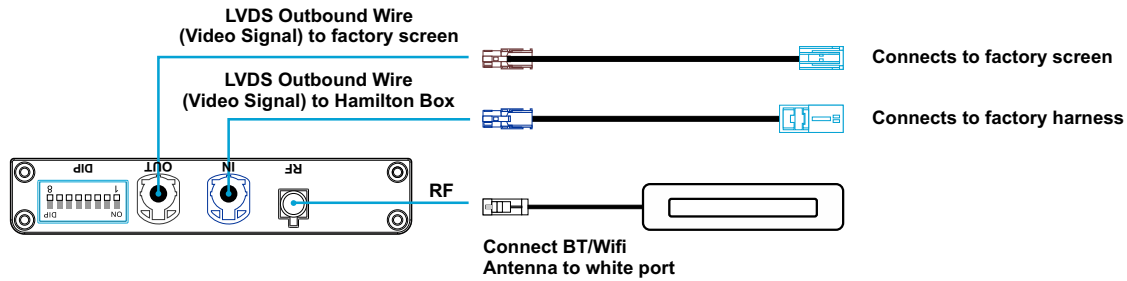 LVDS Outbound Wire
(Video Signal) to factory screen
Connects to factory screen
LVDS Outbound Wire
(Video Signal) to Hamilton Box
Connects to factory harness
DIP
OUT
IN
RF
8
1
DIP
ON
RF
Connect BT/Wifi
Antenna to white port